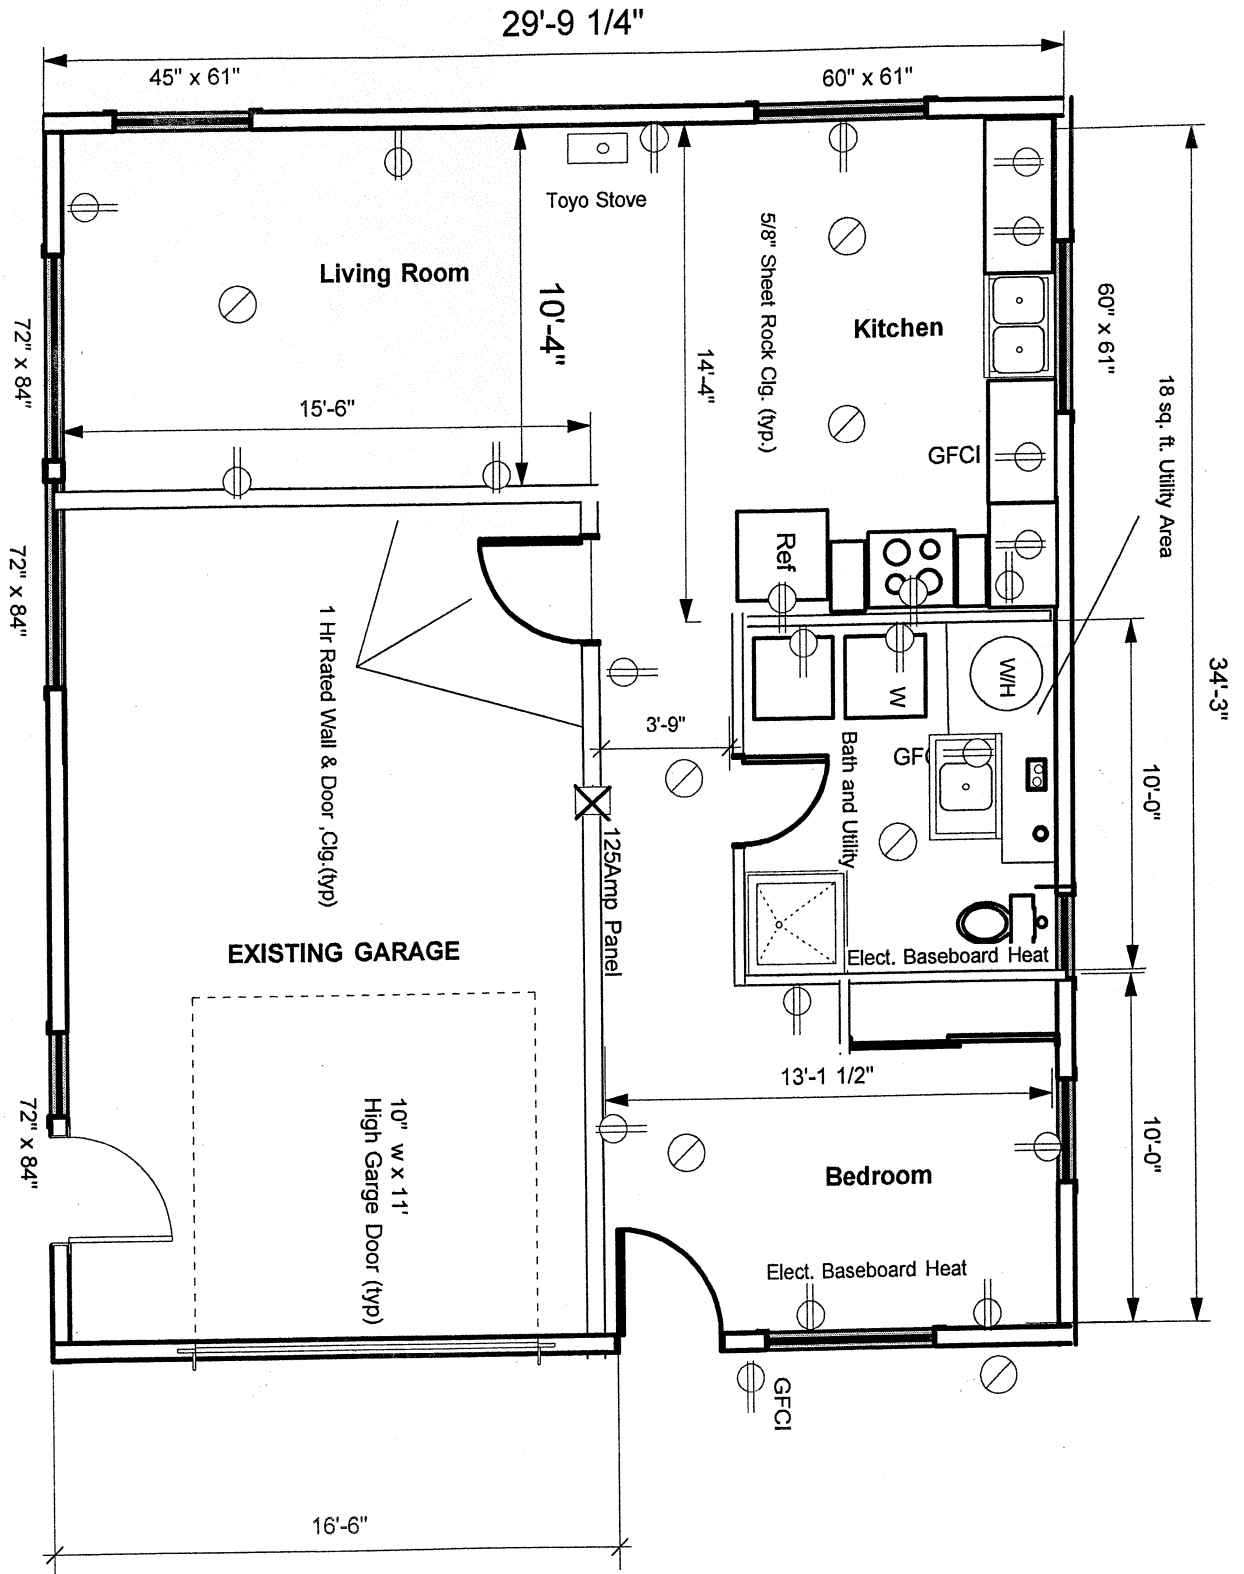 29'-9 1/4"
45" x 61"
60" x 61"
Toyo Stove
Living Room
10'-4"
5/8" Sheet Rock Clg. (typ.)
Kitchen
60" x 61"
72" x 84"
14'-4"
15'-6"
18 sq. ft. Utility Area
GFCI
Ref
72" x 84"
1 Hr Rated Wall & Door ,Clg.(typ)
W/H
W
34'-3"
3'-9"
Bath and Utility
10'-0"
125Amp Panel
EXISTING GARAGE
Elect. Baseboard Heat
13'-1 1/2"
72" x 84"
10" w x 11'
High Garge Door (typ)
10'-0"
Bedroom
Elect. Baseboard Heat
GFCI
16'-6"